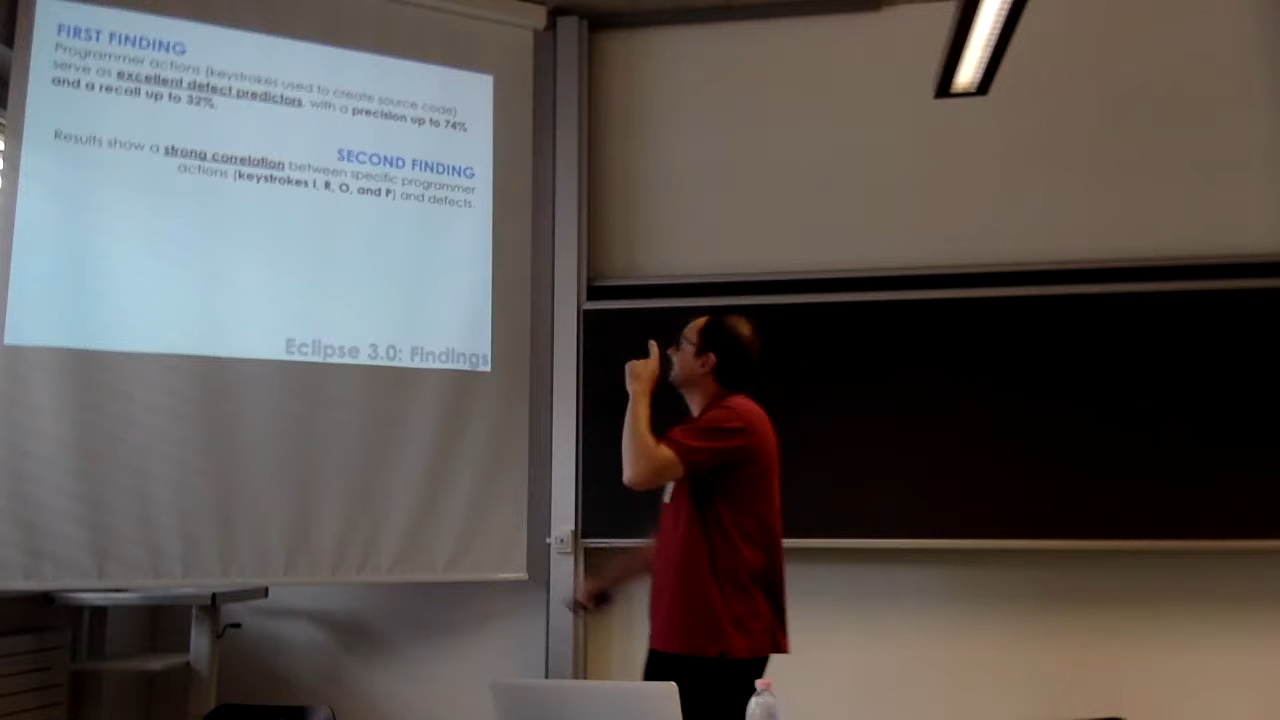 FIRST FINDING
Programmer actions (keystrokes used to create source code)
serve as excellent defect predictors, with a precision up to 74%
and a recall up to 32%.
SECOND FINDING
Results show a strong correlation between specific programmer
actions (keystrokes I, R, O, and P) and defects.
Eclipse 3.0: Findings